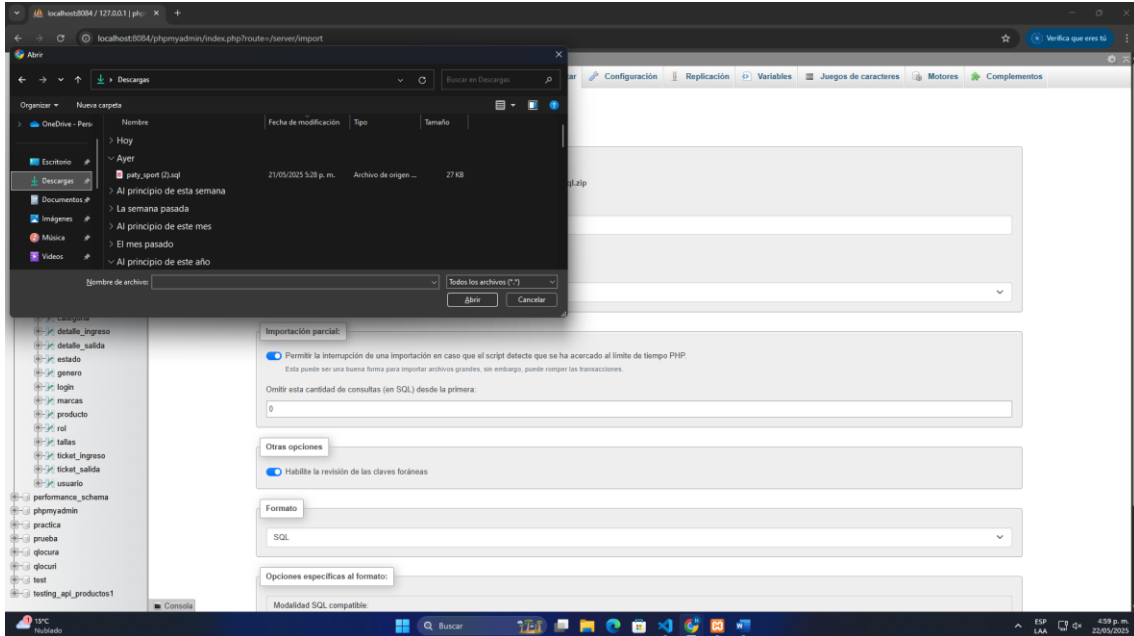 localhost:8084 / 127.0.0.1 | php
localhost:8084/phpmyadmin/index.php?route=/server/import
Verifica que eres tú
Abrir
Descargas
Buscar en Descargas
Configuración
Replicación
Variables
Juegos de caracteres
Motores
Complementos
Organizar
Nueva carpeta
OneDrive - Pers
Nombre
Fecha de modificación
Tipo
Tamaño
Hoy
Escritorio
Ayer
Descargas
paty_sport (2).sql
21/05/2025 5:28 p. m.
Archivo de origen ...
27 KB
ql.zip
Documentos
Al principio de esta semana
Imágenes
La semana pasada
Música
Al principio de este mes
Videos
El mes pasado
Al principio de este año
Nombre de archivo:
Todos los archivos (*.*)
Abrir
Cancelar
categoria
detalle_ingreso
detalle_salida
estado
genero
login
marcas
producto
rol
tallas
ticket_ingreso
ticket_salida
usuario
performance_schema
phpmyadmin
practica
prueba
qlocura
qlocuri
test
testing_api_productos1
Importación parcial:
Permitir la interrupción de una importación en caso que el script detecte que se ha acercado al límite de tiempo PHP.
Esta puede ser una buena forma para importar archivos grandes, sin embargo, puede romper las transacciones.
Omitir esta cantidad de consultas (en SQL) desde la primera:
0
Otras opciones
Habilite la revisión de las claves foráneas
Formato
SQL
Opciones específicas al formato:
Modalidad SQL compatible:
Consola
1
15°C
Nublado
Buscar
ESP
LAA
4:59 p. m.
22/05/2025